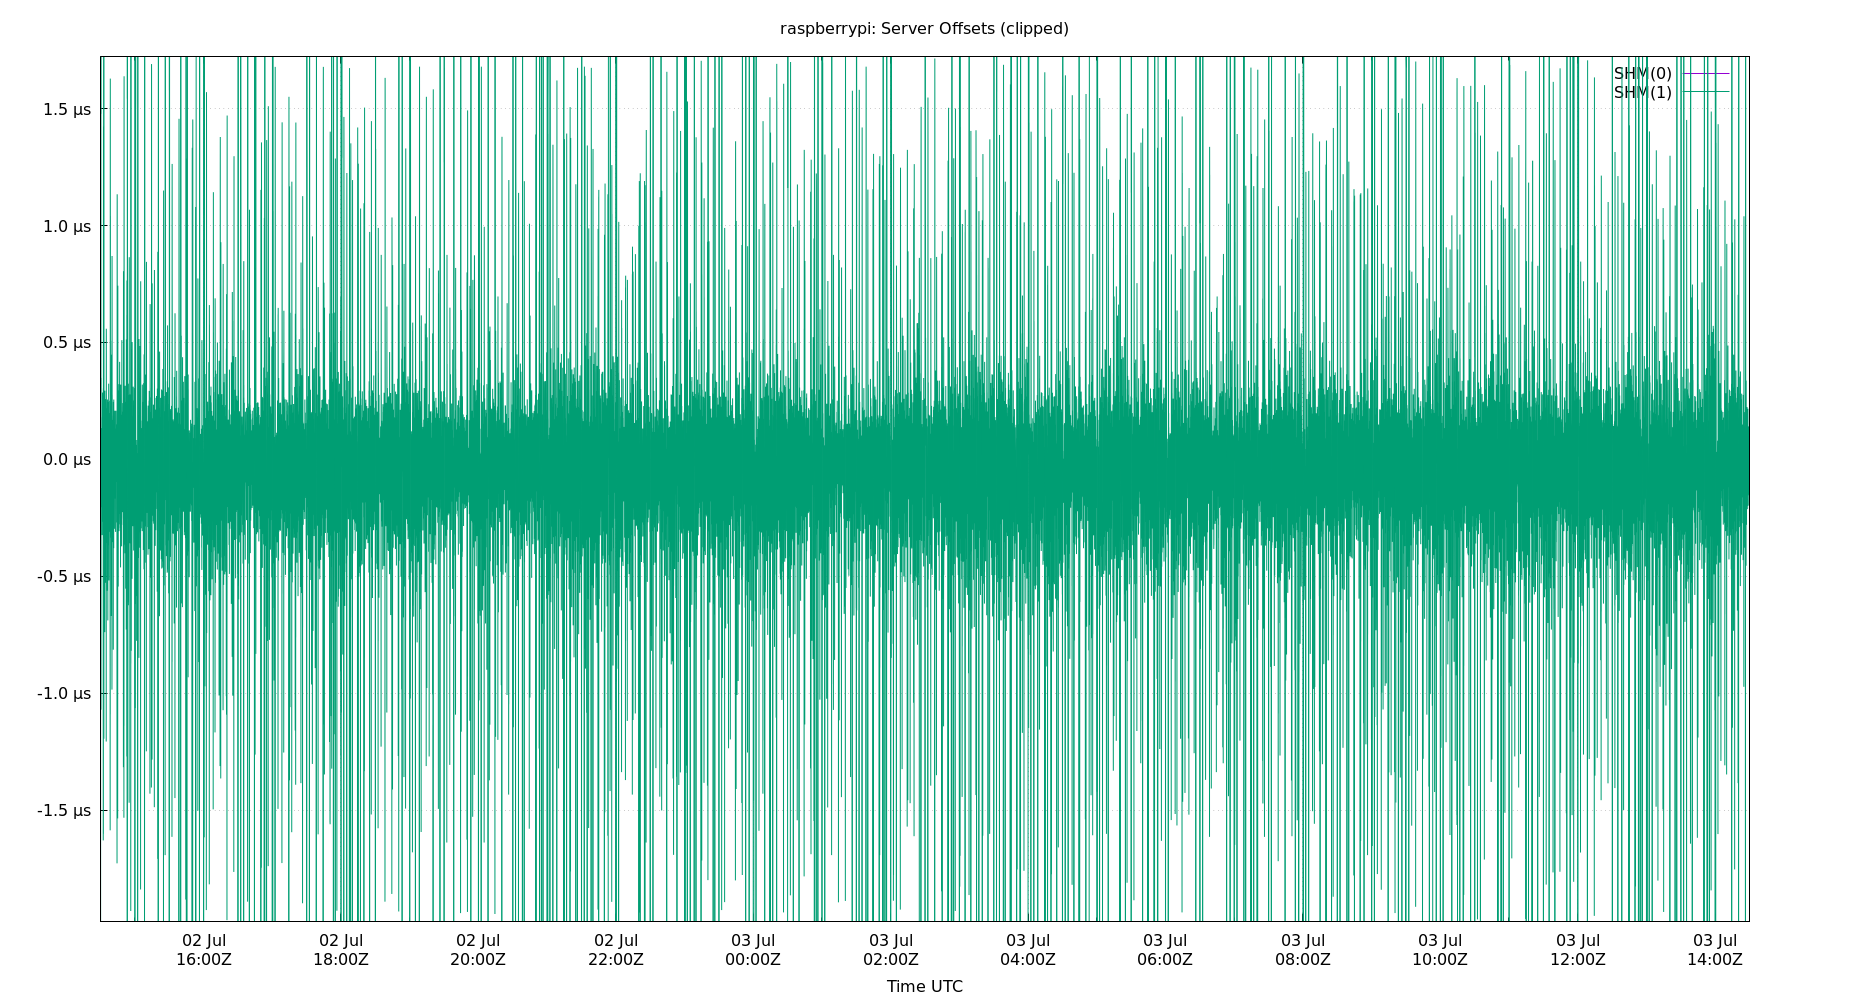 raspberrypi: Server Offsets (clipped)
SHM(0)
SHM(1)
1.5 µs
1.0 µs
0.5 µs
0.0 µs
-0.5 µs
-1.0 µs
-1.5 µs
02 Jul 02 Jul 02 Jul 02 Jul 03 Jul 03 Jul 03 Jul 03 Jul 03 Jul 03 Jul 03 Jul 03 Jul
16:00Z 18:00Z 20:00Z 22:00Z 00:00Z 02:00Z 04:00Z 06:00Z 08:00Z 10:00Z 12:00Z 14:00Z
Time UTC